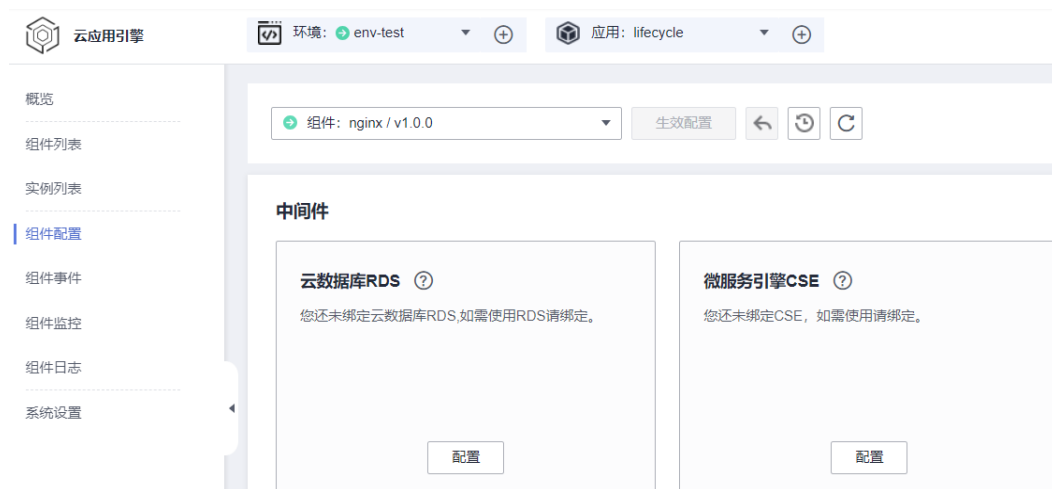 云应用引擎
环境: env-test
应用: lifecycle
概览
组件列表
实例列表
组件配置
组件事件
组件监控
组件日志
系统设置
组件: nginx / v1.0.0
生效配置
中间件
云数据库RDS
您还未绑定云数据库RDS,如需使用RDS请绑定。
配置
微服务引擎CSE
您还未绑定CSE，如需使用请绑定。
配置